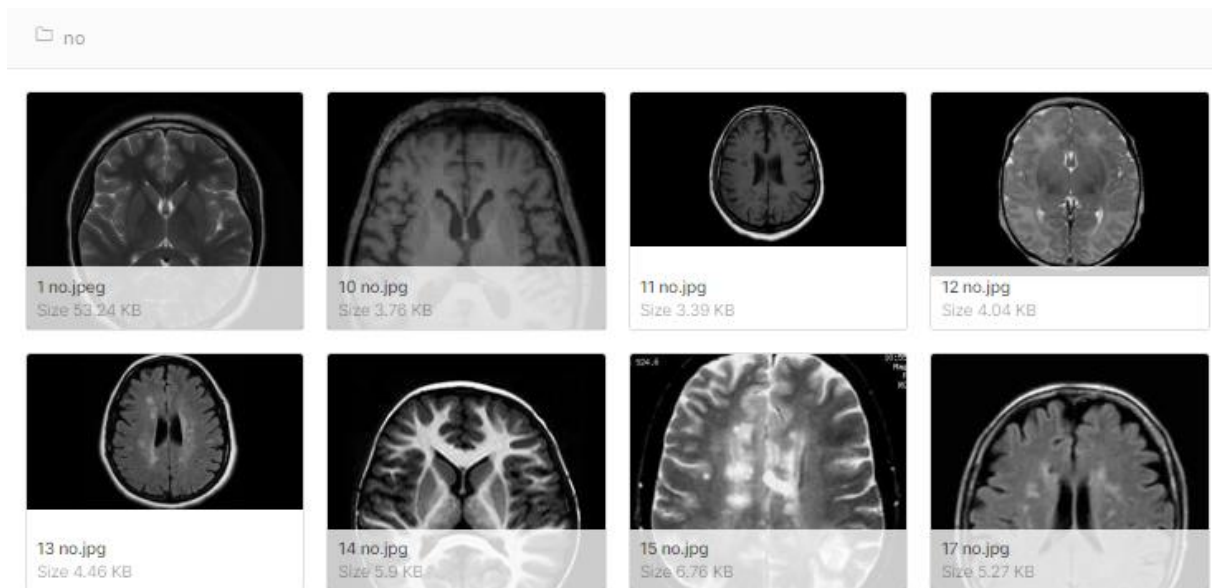 no
1 no.jpeg
Size 53.24 KB
10 no.jpg
Size 3.76 KB
11 no.jpg
Size 3.39 KB
12 no.jpg
Size 4.04 KB
13 no.jpg
Size 4.46 KB
14 no.jpg
Size 5.9 KB
15 no.jpg
Size 6.76 KB
17 no.jpg
Size 5.27 KB